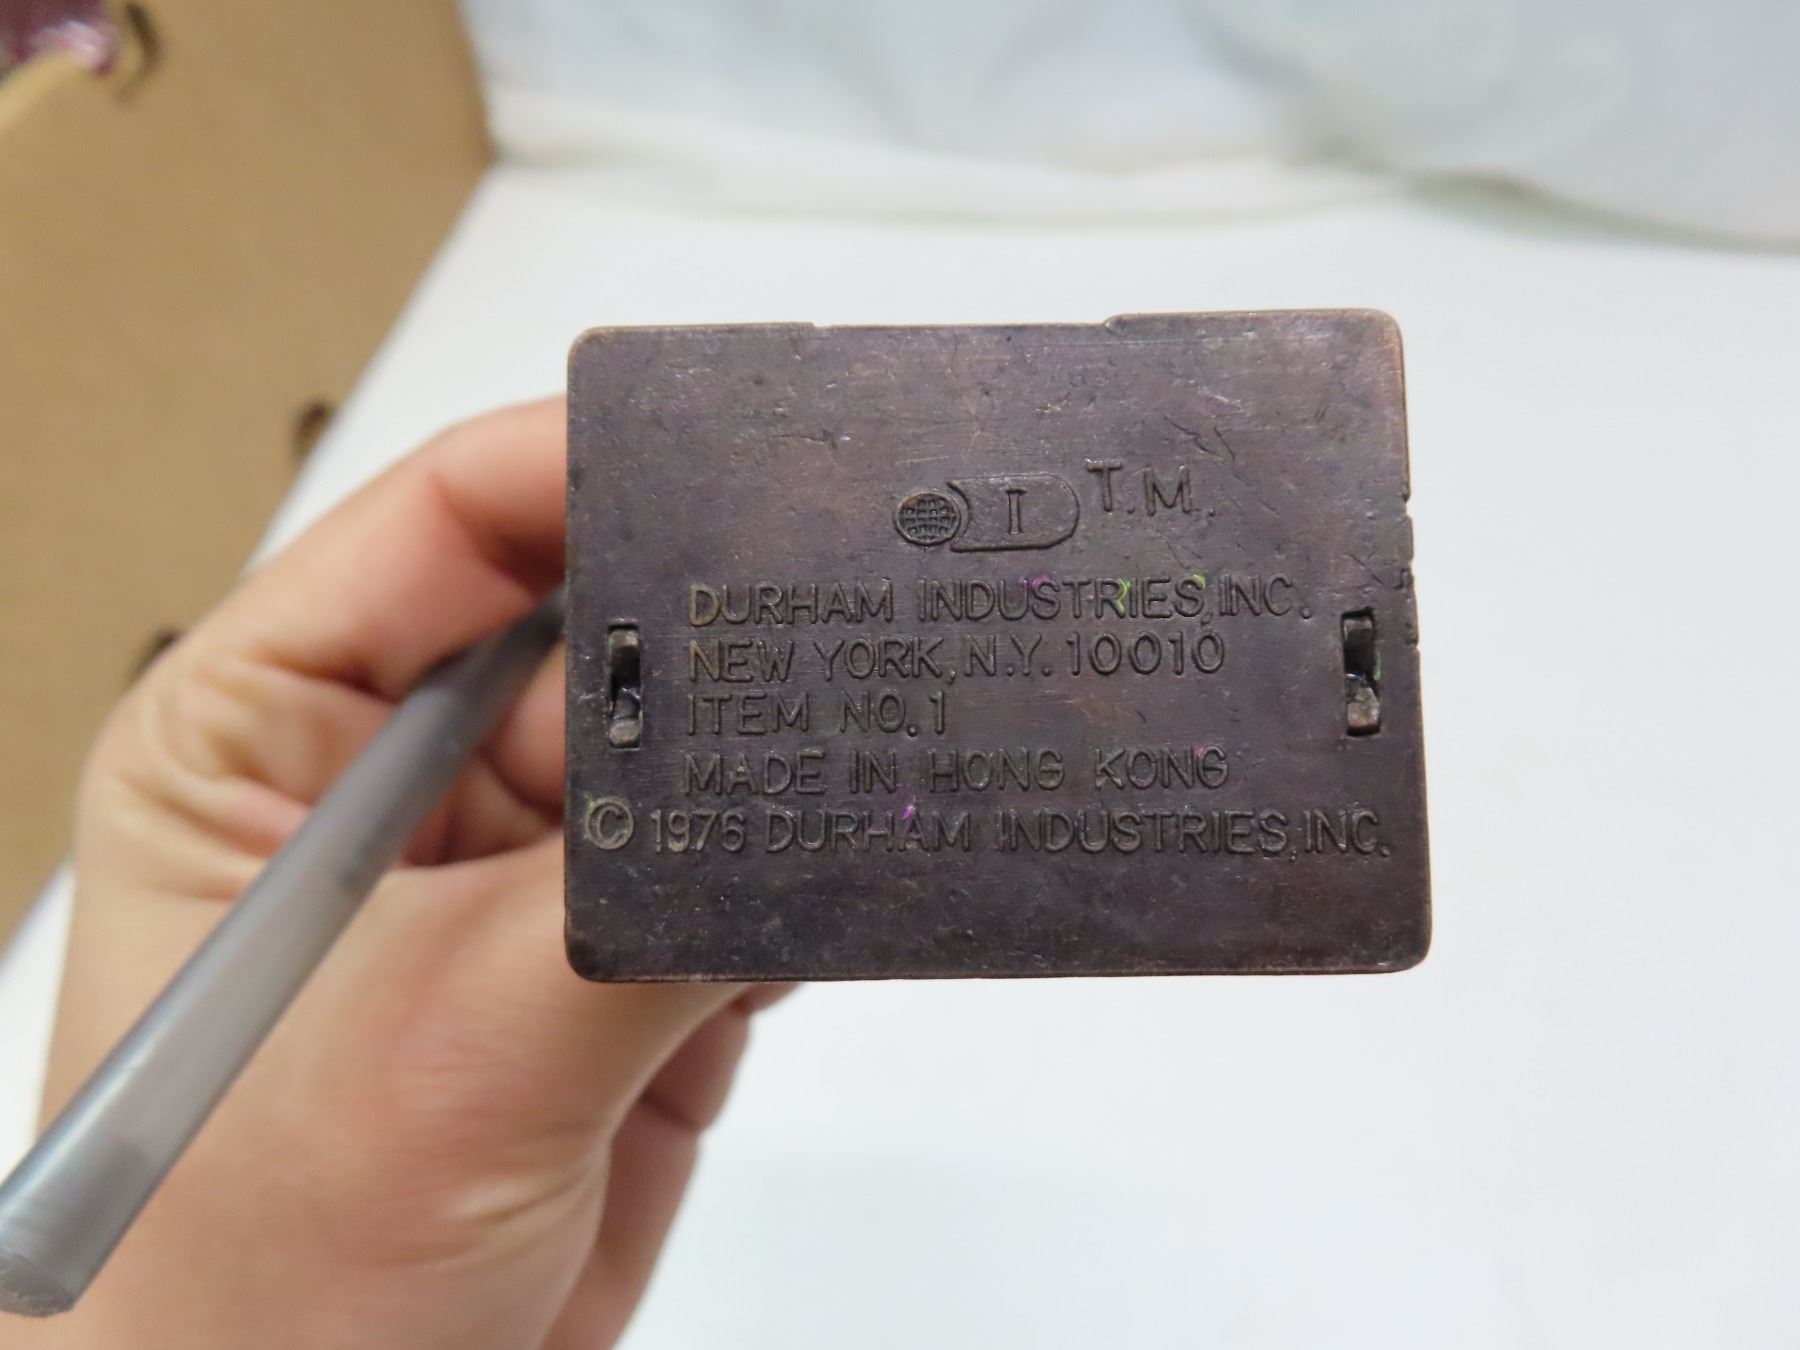 I T.M.
DURHAM INDUSTRIES, INC.
NEW YORK, N.Y. 10010
ITEM NO. 1
MADE IN HONG KONG
© 1976 DURHAM INDUSTRIES, INC.